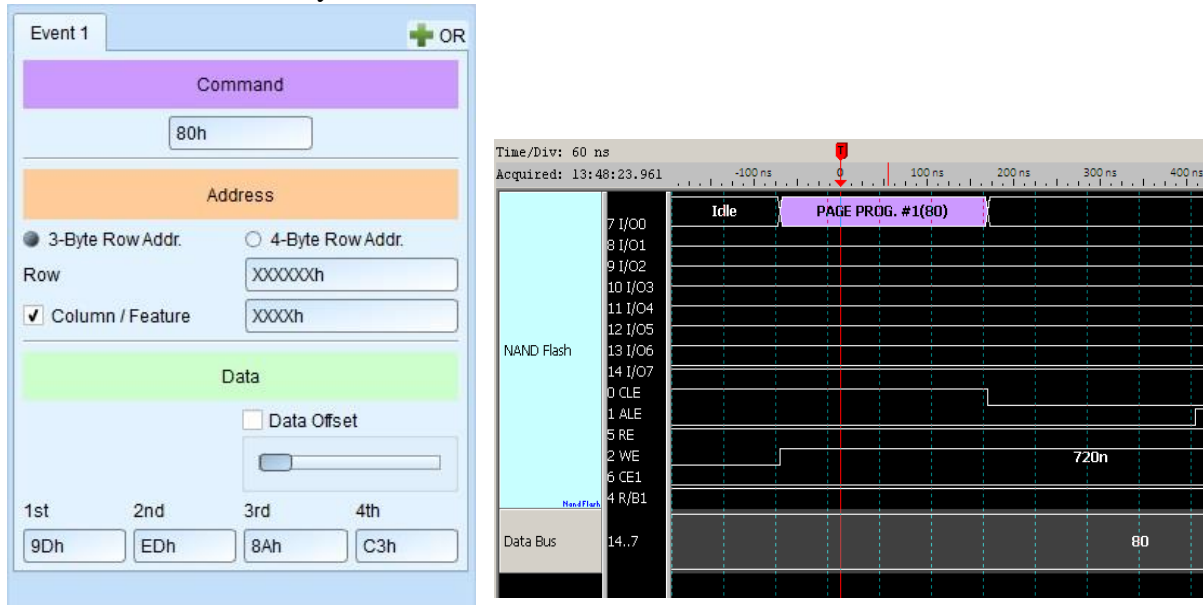 Event 1
OR
Command
80h
Address
3-Byte Row Addr.
4-Byte Row Addr.
Row
XXXXXXh
Column / Feature
XXXXh
Data
Data Offset
1st 2nd 3rd 4th
9Dh EDh 8Ah C3h
Time/Div: 60 ns
T
Acquired: 13:48:23.961
-100 ns 0 100 ns 200 ns 300 ns 400 ns
Idle PAGE PROG. #1(80)
7 I/O0
8 I/O1
9 I/O2
10 I/O3
11 I/O4
12 I/O5
NAND Flash
13 I/O6
14 I/O7
0 CLE
1 ALE
5 RE
2 WE
720n
6 CE1
4 R/B1
NandFlash
Data Bus
14..7
80